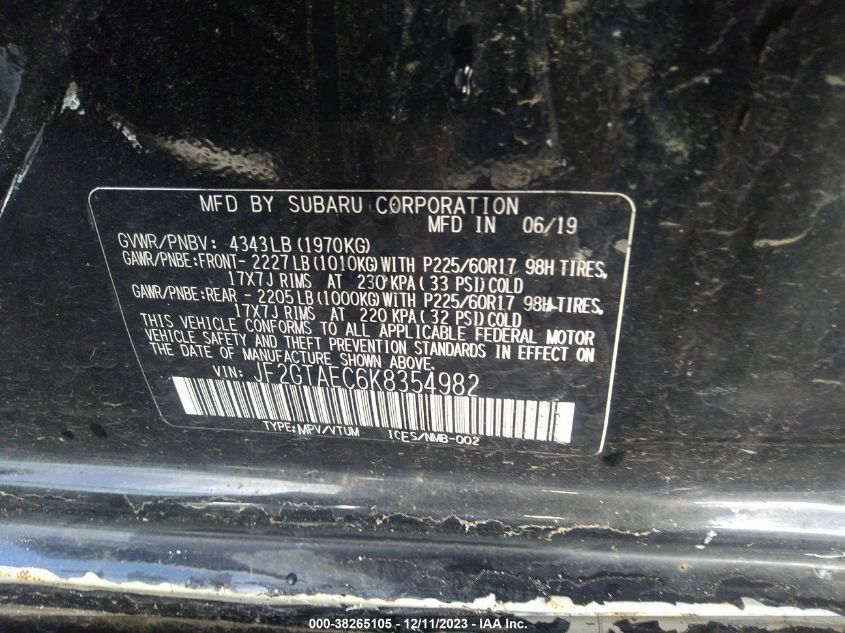 MFD BY SUBARU CORPORATION
MFD IN 06/19
GVWR/PNBV: 4343LB (1970KG)
GAWR/PNBE:FRONT- 2227LB (1010KG) WITH P225/60R17 98H TIRES,
17X7J RIMS AT 230 KPA ( 33 PSI) COLD
GAWR/PNBE:REAR - 2205LB (1000KG) WITH P225/60R17 98H TIRES,
17X7J RIMS AT 220 KPA ( 32 PSI) COLD
THIS VEHICLE CONFORMS TO ALL APPLICABLE FEDERAL MOTOR
VEHICLE SAFETY AND THEFT PREVENTION STANDARDS IN EFFECT ON
THE DATE OF MANUFACTURE SHOWN ABOVE.
VIN: JF2GTAEC6K8354982
TYPE:MPV/VTUM ICES/NMB-002
000-38265105 - 12/11/2023 - IAA Inc.